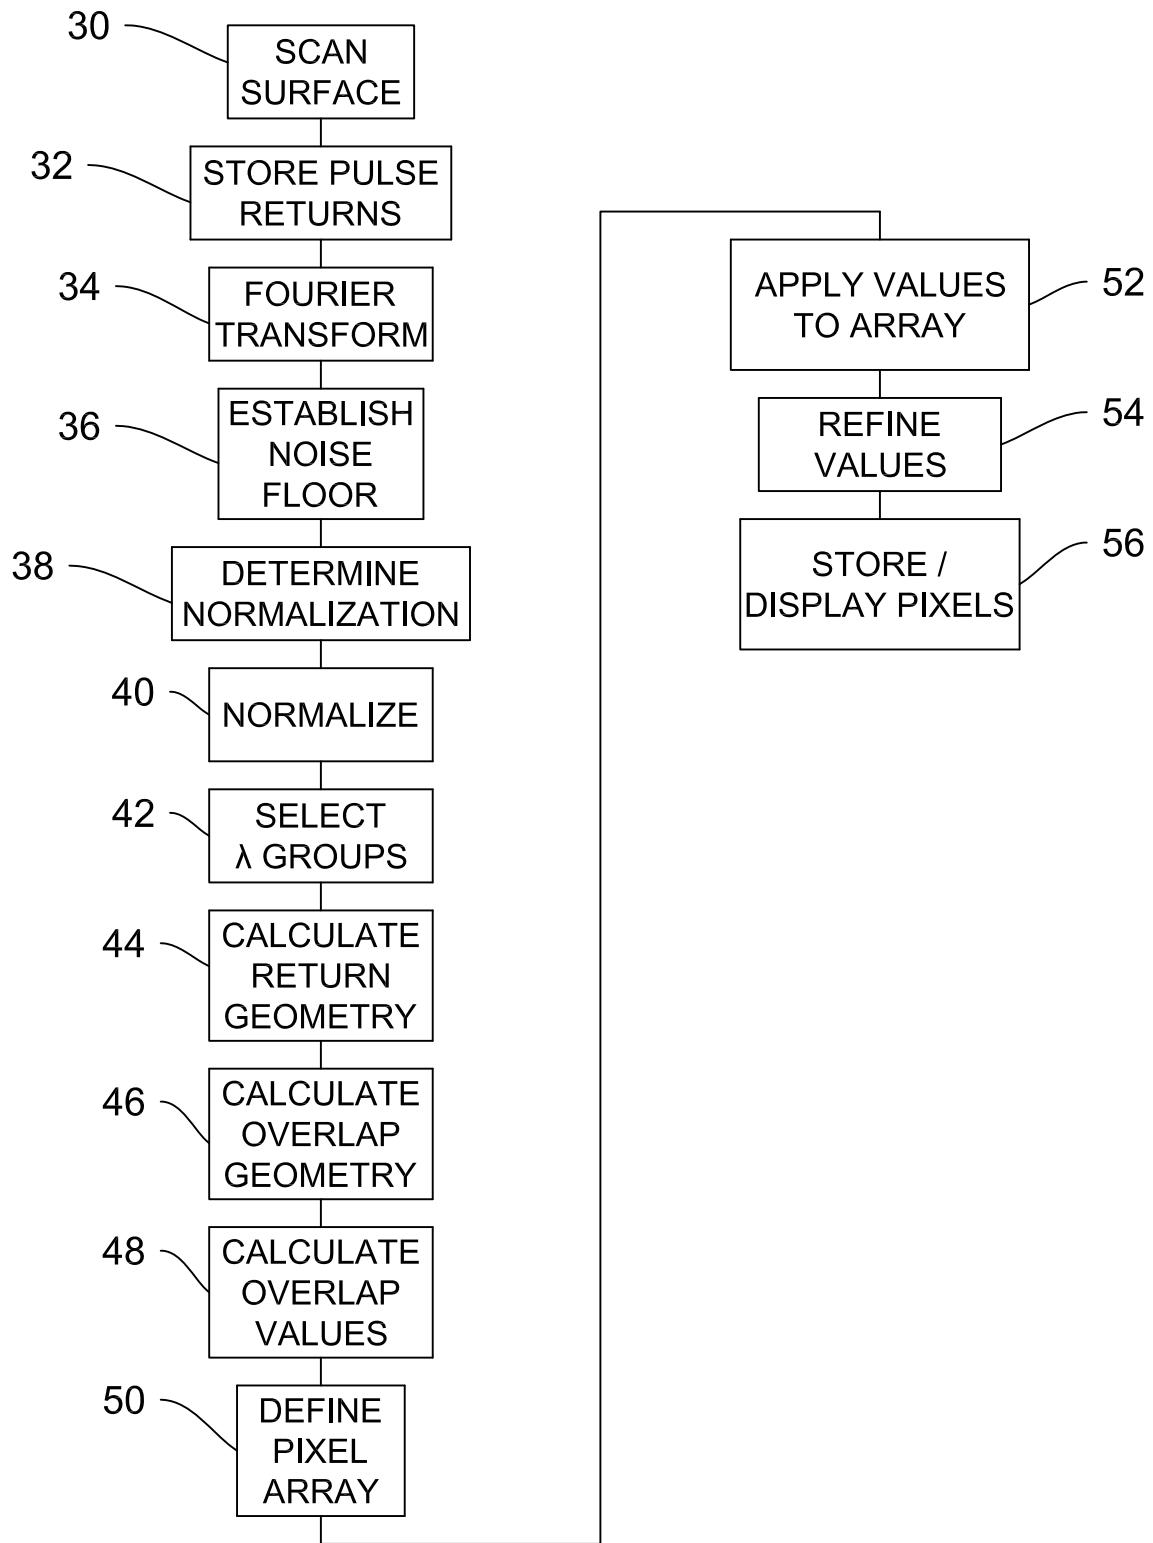 30
SCAN
SURFACE
32
STORE PULSE
RETURNS
34
FOURIER
TRANSFORM
36
ESTABLISH
NOISE
FLOOR
38
DETERMINE
NORMALIZATION
40
NORMALIZE
42
SELECT
λ GROUPS
44
CALCULATE
RETURN
GEOMETRY
46
CALCULATE
OVERLAP
GEOMETRY
48
CALCULATE
OVERLAP
VALUES
50
DEFINE
PIXEL
ARRAY
APPLY VALUES
TO ARRAY
52
REFINE
VALUES
54
STORE /
DISPLAY PIXELS
56